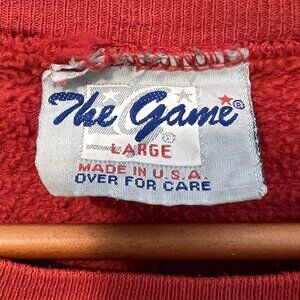 The Game®
®
LARGE
MADE IN U.S.A.
OVER FOR CARE